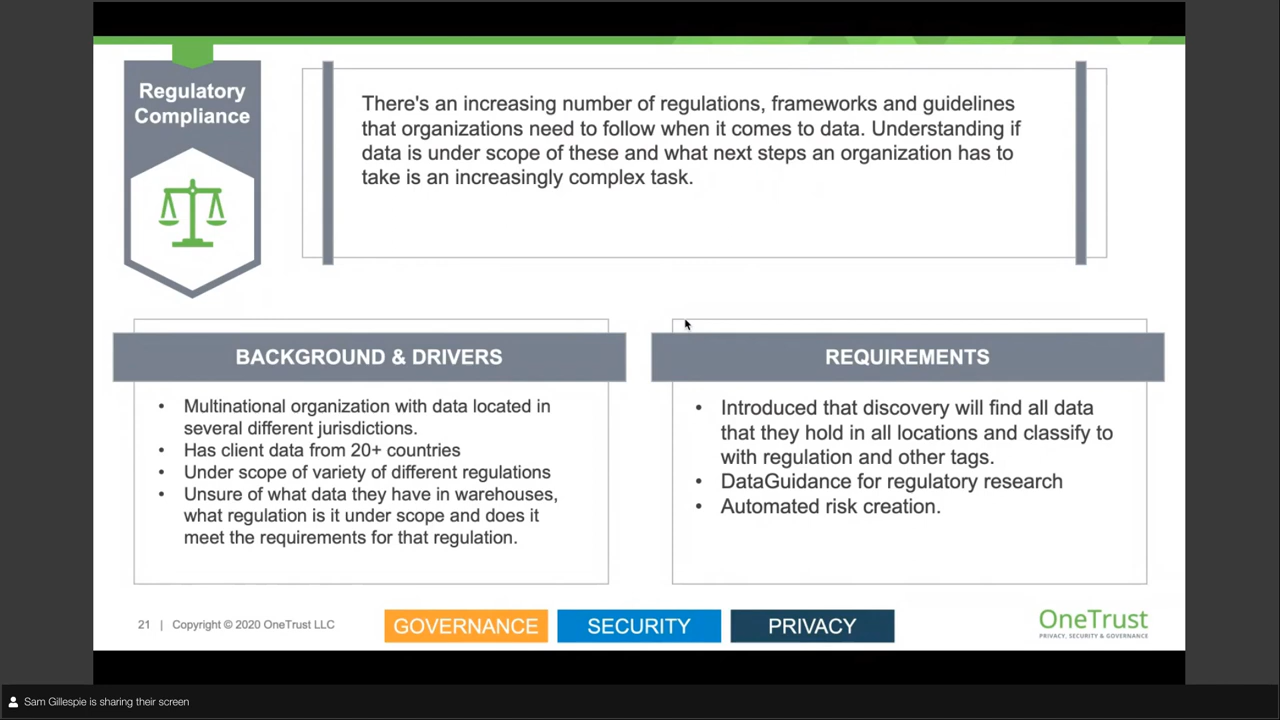 Regulatory
Compliance
There's an increasing number of regulations, frameworks and guidelines
that organizations need to follow when it comes to data. Understanding if
data is under scope of these and what next steps an organization has to
take is an increasingly complex task.
BACKGROUND & DRIVERS
• Multinational organization with data located in
several different jurisdictions.
• Has client data from 20+ countries
• Under scope of variety of different regulations
• Unsure of what data they have in warehouses,
what regulation is it under scope and does it
meet the requirements for that regulation.
REQUIREMENTS
• Introduced that discovery will find all data
that they hold in all locations and classify to
with regulation and other tags.
• DataGuidance for regulatory research
• Automated risk creation.
21 | Copyright © 2020 OneTrust LLC
GOVERNANCE
SECURITY
PRIVACY
OneTrust
PRIVACY, SECURITY & GOVERNANCE
Sam Gillespie is sharing their screen